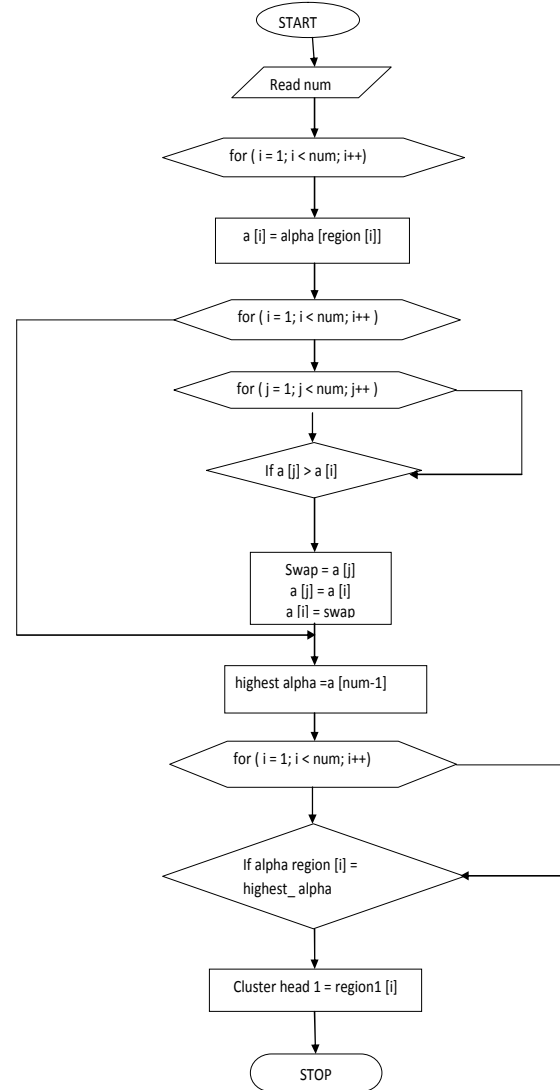 START
Read num
for ( i = 1; i < num; i++)
a [i] = alpha [region [i]]
for ( i = 1; i < num; i++ )
for ( j = 1; j < num; j++ )
If a [j] > a [i]
Swap = a [j]
a [j] = a [i]
a [i] = swap
highest alpha =a [num-1]
for ( i = 1; i < num; i++)
If alpha region [i] =
highest_ alpha
Cluster head 1 = region1 [i]
STOP